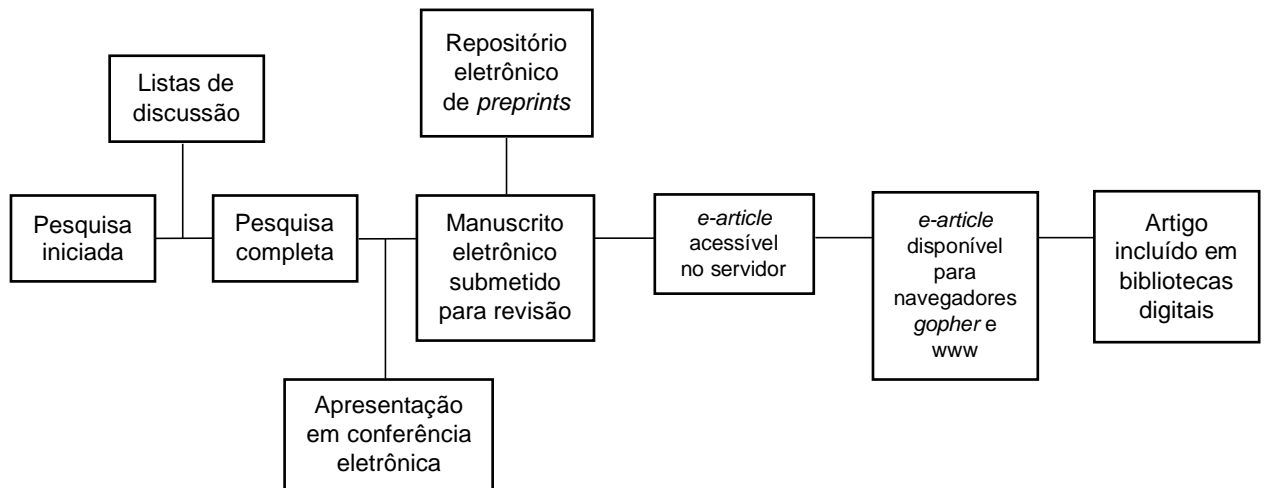 Listas de
discussão
Repositório
eletrônico
de preprints
Pesquisa
iniciada
Pesquisa
completa
Manuscrito
eletrônico
submetido
para revisão
e-article
acessível
no servidor
e-article
disponível
para
navegadores
gopher e
www
Artigo
incluído em
bibliotecas
digitais
Apresentação
em conferência
eletrônica